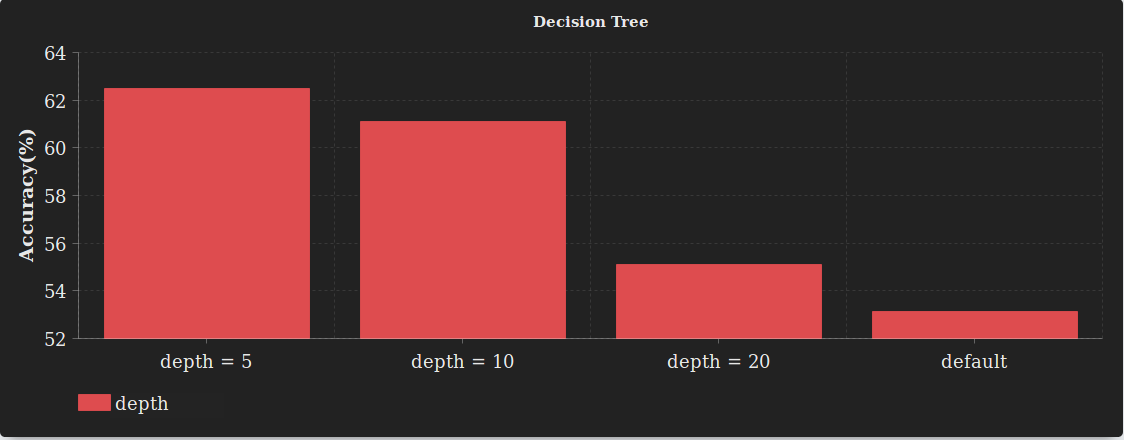 Decision Tree
64
62
60
58
56
54
52
Accuracy(%)
depth = 5
depth = 10
depth = 20
default
depth